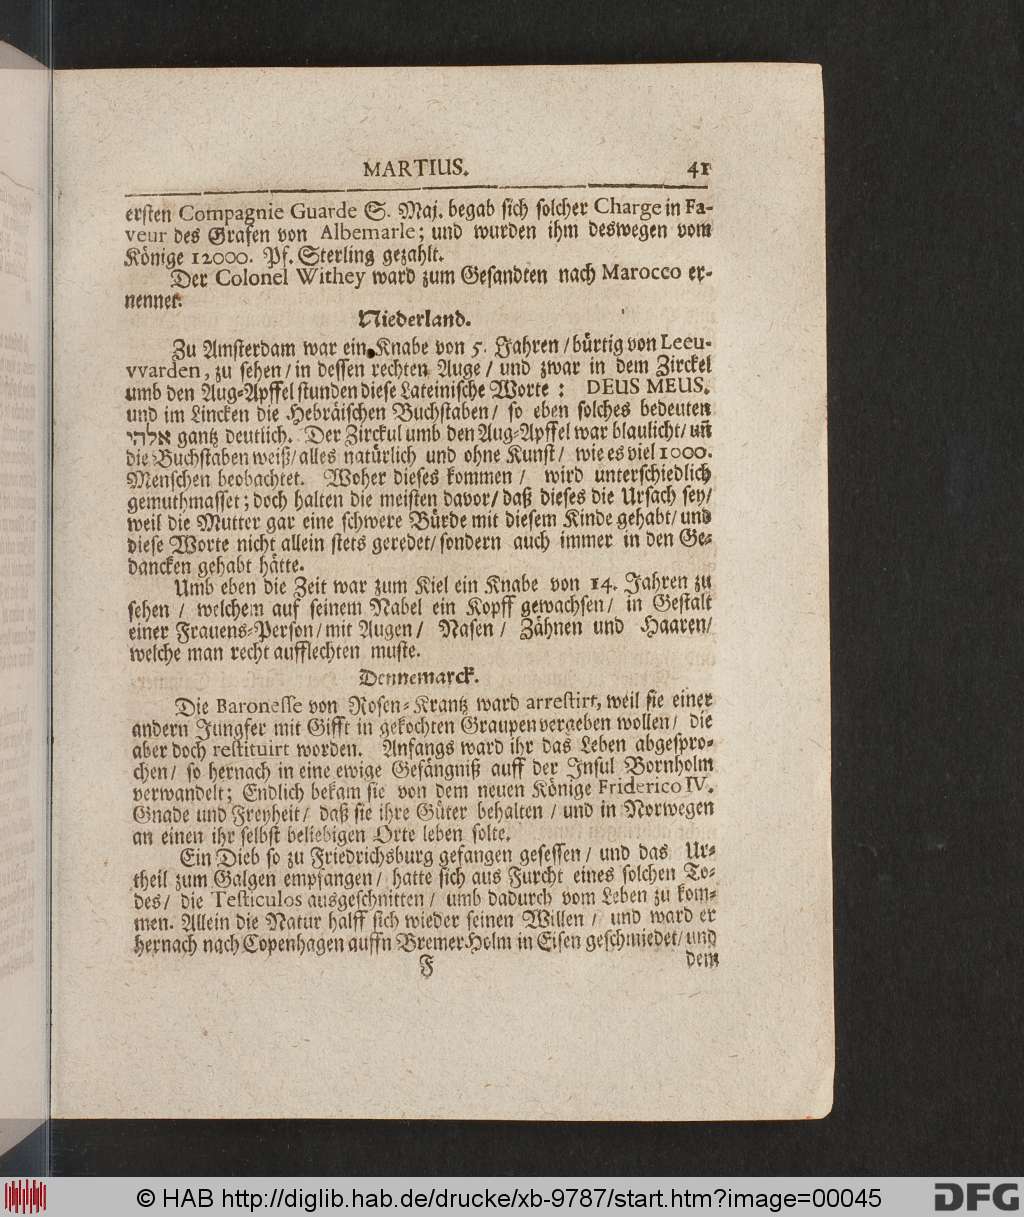 MARTIUS. 41
ersten Compagnie Guarde S. Maj. begab sich solcher Charge in Fa-
veur des Grafen von Albemarle; und wurden ihm deswegen vom
Könige 12000. Pf. Sterling gezahlt.
Der Colonel Withey ward zum Gesandten nach Marocco er-
nennet.
Niederland.
Zu Amsterdam war ein Knabe von 5. Jahren / bürtig von Leeu-
vvarden, zu sehen / in dessen rechten Auge / und zwar in dem Zirckel
umb den Aug-Apffel stunden diese Lateinische Worte: DEUS MEUS.
und im Lincken die Hebräischen Buchstaben / so eben solches bedeuten
אלהי gantz deutlich. Der Zirckul umb den Aug-Apffel war blaulicht / uñ
die Buchstaben weiß / alles natürlich und ohne Kunst / wie es viel 1000.
Menschen beobachtet. Woher dieses kommen / wird unterschiedlich
gemuthmasset; doch halten die meisten davor / daß dieses die Ursach sey /
weil die Mutter gar eine schwere Bürde mit diesem Kinde gehabt / und
diese Worte nicht allein stets geredet / sondern auch immer in den Ge-
dancken gehabt hätte.
Umb eben die Zeit war zum Kiel ein Knabe von 14. Jahren zu
sehen / welchem auf seinem Nabel ein Kopff gewachsen / in Gestalt
einer Frauens-Person / mit Augen / Nasen / Zähnen und Haaren /
welche man recht aufflechten muste.
Dennemarck.
Die Baronesse von Rosen-Krantz ward arrestirt, weil sie einer
andern Jungfer mit Gifft in gekochten Graupen vergeben wollen / die
aber doch restituirt worden. Anfangs ward ihr das Leben abgespro-
chen / so hernach in eine ewige Gefängniß auff der Insul Bornholm
verwandelt; Endlich bekam sie von dem neuen Könige Friderico IV.
Gnade und Freyheit / daß sie ihre Güter behalten / und in Norwegen
an einen ihr selbst beliebigen Orte leben solte.
Ein Dieb so zu Friedrichsburg gefangen gesessen / und das Ur-
theil zum Galgen empfangen / hatte sich aus Furcht eines solchen To-
des / die Testiculos ausgeschnitten / umb dadurch vom Leben zu kom-
men. Allein die Natur halff sich wieder seinen Willen / und ward er
hernach nach Copenhagen auffn Bremer Holm in Eisen geschmiedet / und
F dem
© HAB http://diglib.hab.de/drucke/xb-9787/start.htm?image=00045 DFG